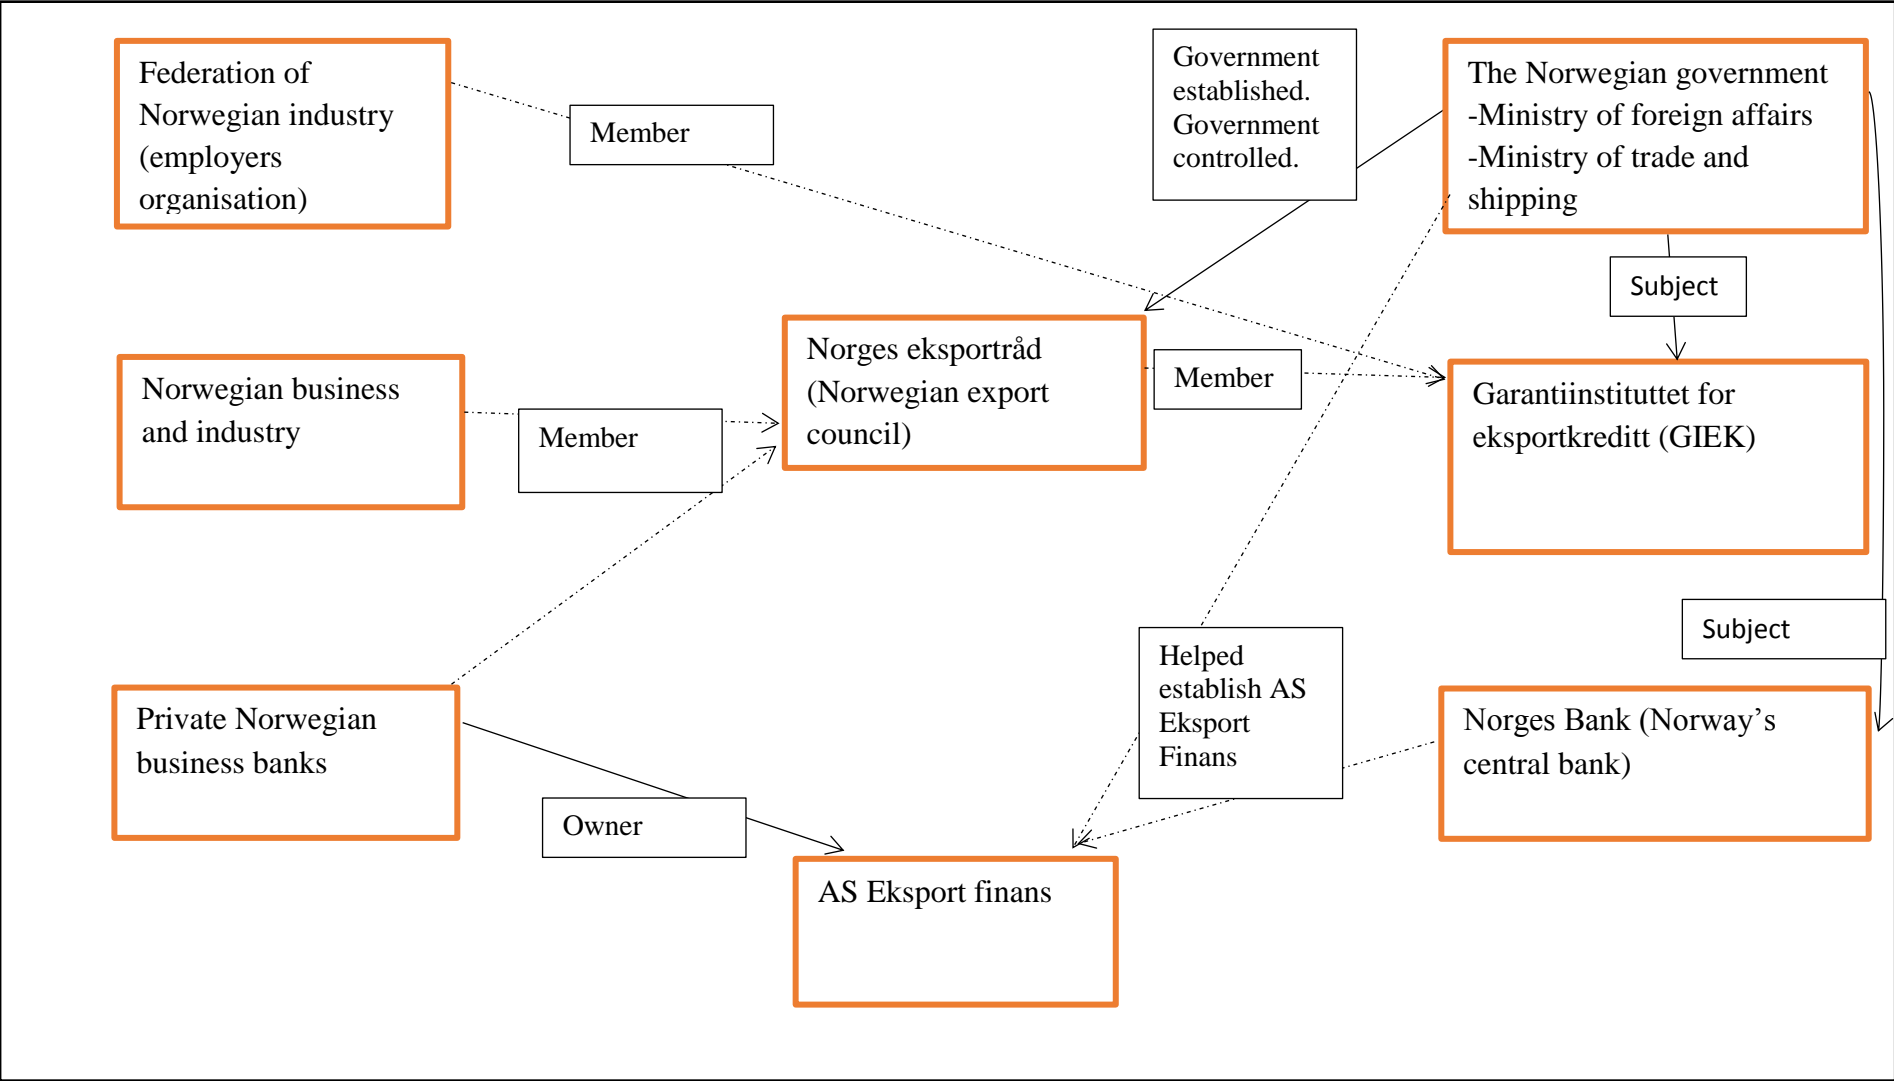 Federation of
Norwegian industry
(employers
organisation)
Member
Government
established.
Government
controlled.
The Norwegian government
-Ministry of foreign affairs
-Ministry of trade and
shipping
Subject
Norwegian business
and industry
Member
Norges eksportråd
(Norwegian export
council)
Member
Garantiinstituttet for
eksportkreditt (GIEK)
Subject
Private Norwegian
business banks
Owner
Helped
establish AS
Eksport
Finans
Norges Bank (Norway’s
central bank)
AS Eksport finans